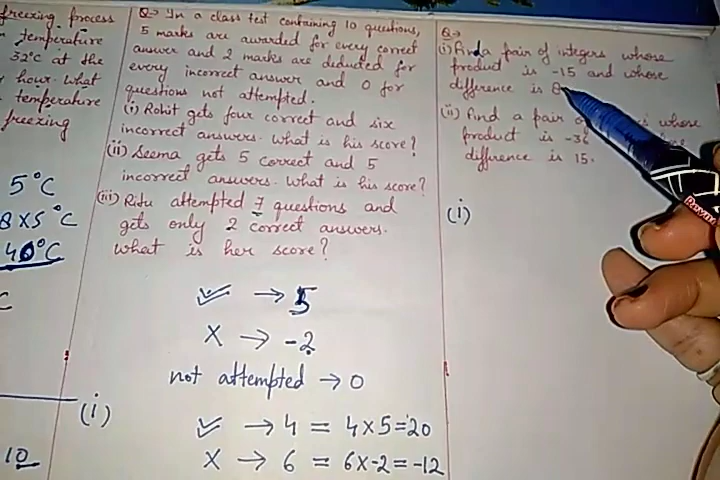 freezing process
temperature
32°C at the
hour. What
temperature
freezing
5°C
8 x 5°C
40°C
C
10
Q→ In a class test containing 10 questions,
5 marks are awarded for every correct
answer and 2 marks are deducted for
every incorrect answer and 0 for
questions not attempted.
(i) Rohit gets four correct and six
incorrect answers. What is his score?
(ii) Seema gets 5 correct and 5
incorrect answers. What is his score?
(iii) Ridu attempted 7 questions and
gets only 2 correct answers.
what is her score?
✓ → 5
X → -2
not attempted → 0
(i)
✓ → 4 = 4x5=20
X → 6 = 6x-2=-12
Q→
(i) Find a pair of integers whose
product is -15 and whose
difference is 8
(ii) Find a pair whose
product is -36
difference is 15.
(i)